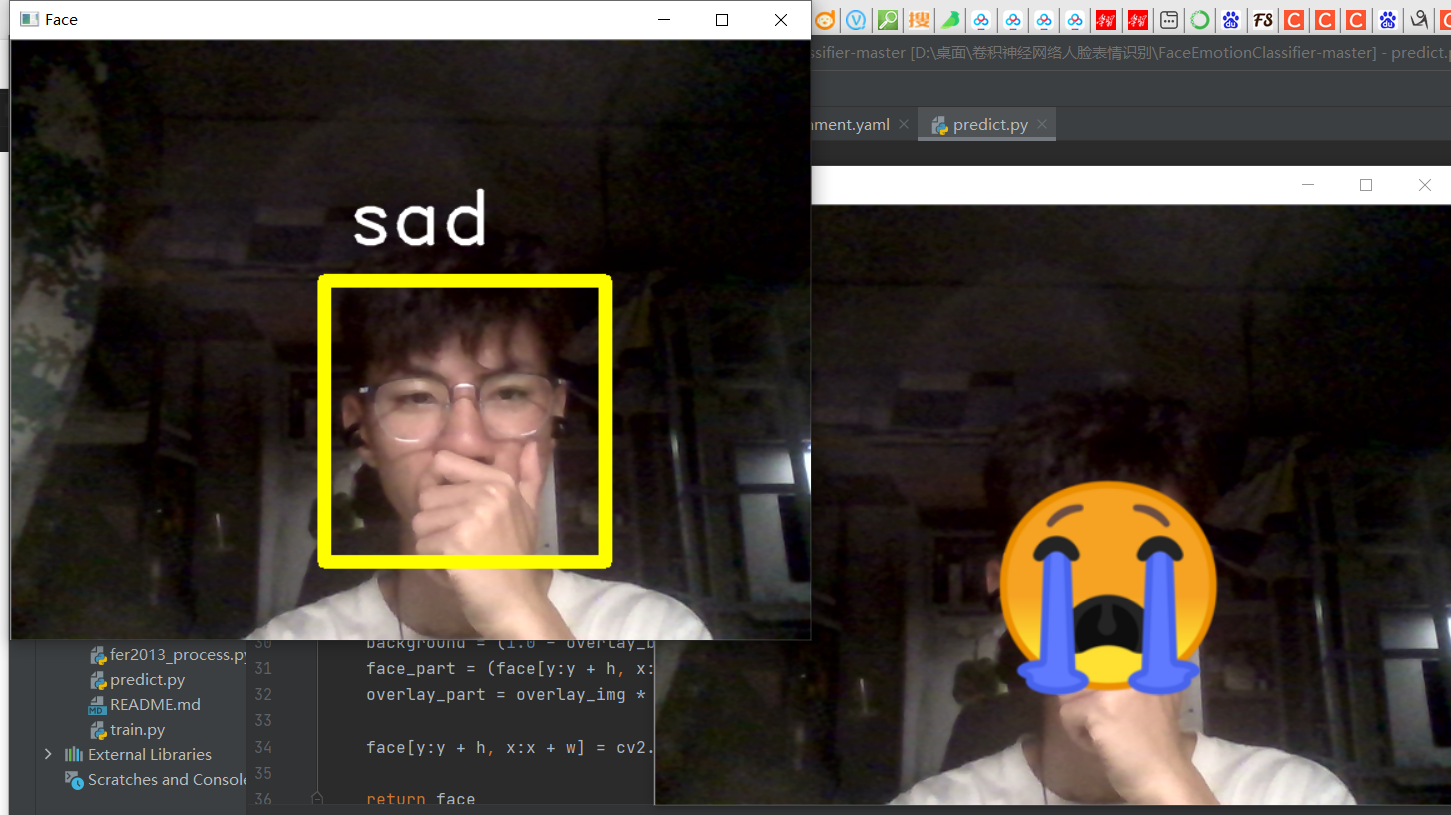 Face
ssifier-master [D:\桌面\卷积神经网络人脸表情识别\FaceEmotionClassifier-master] - predict.p
nment.yaml
predict.py
sad
30 background = (1.0 - overlay_b
fer2013_process.py
31 face_part = (face[y:y + h, x:
predict.py
32 overlay_part = overlay_img *
README.md
33
train.py
34 face[y:y + h, x:x + w] = cv2.
External Libraries
35
Scratches and Console
36 return face